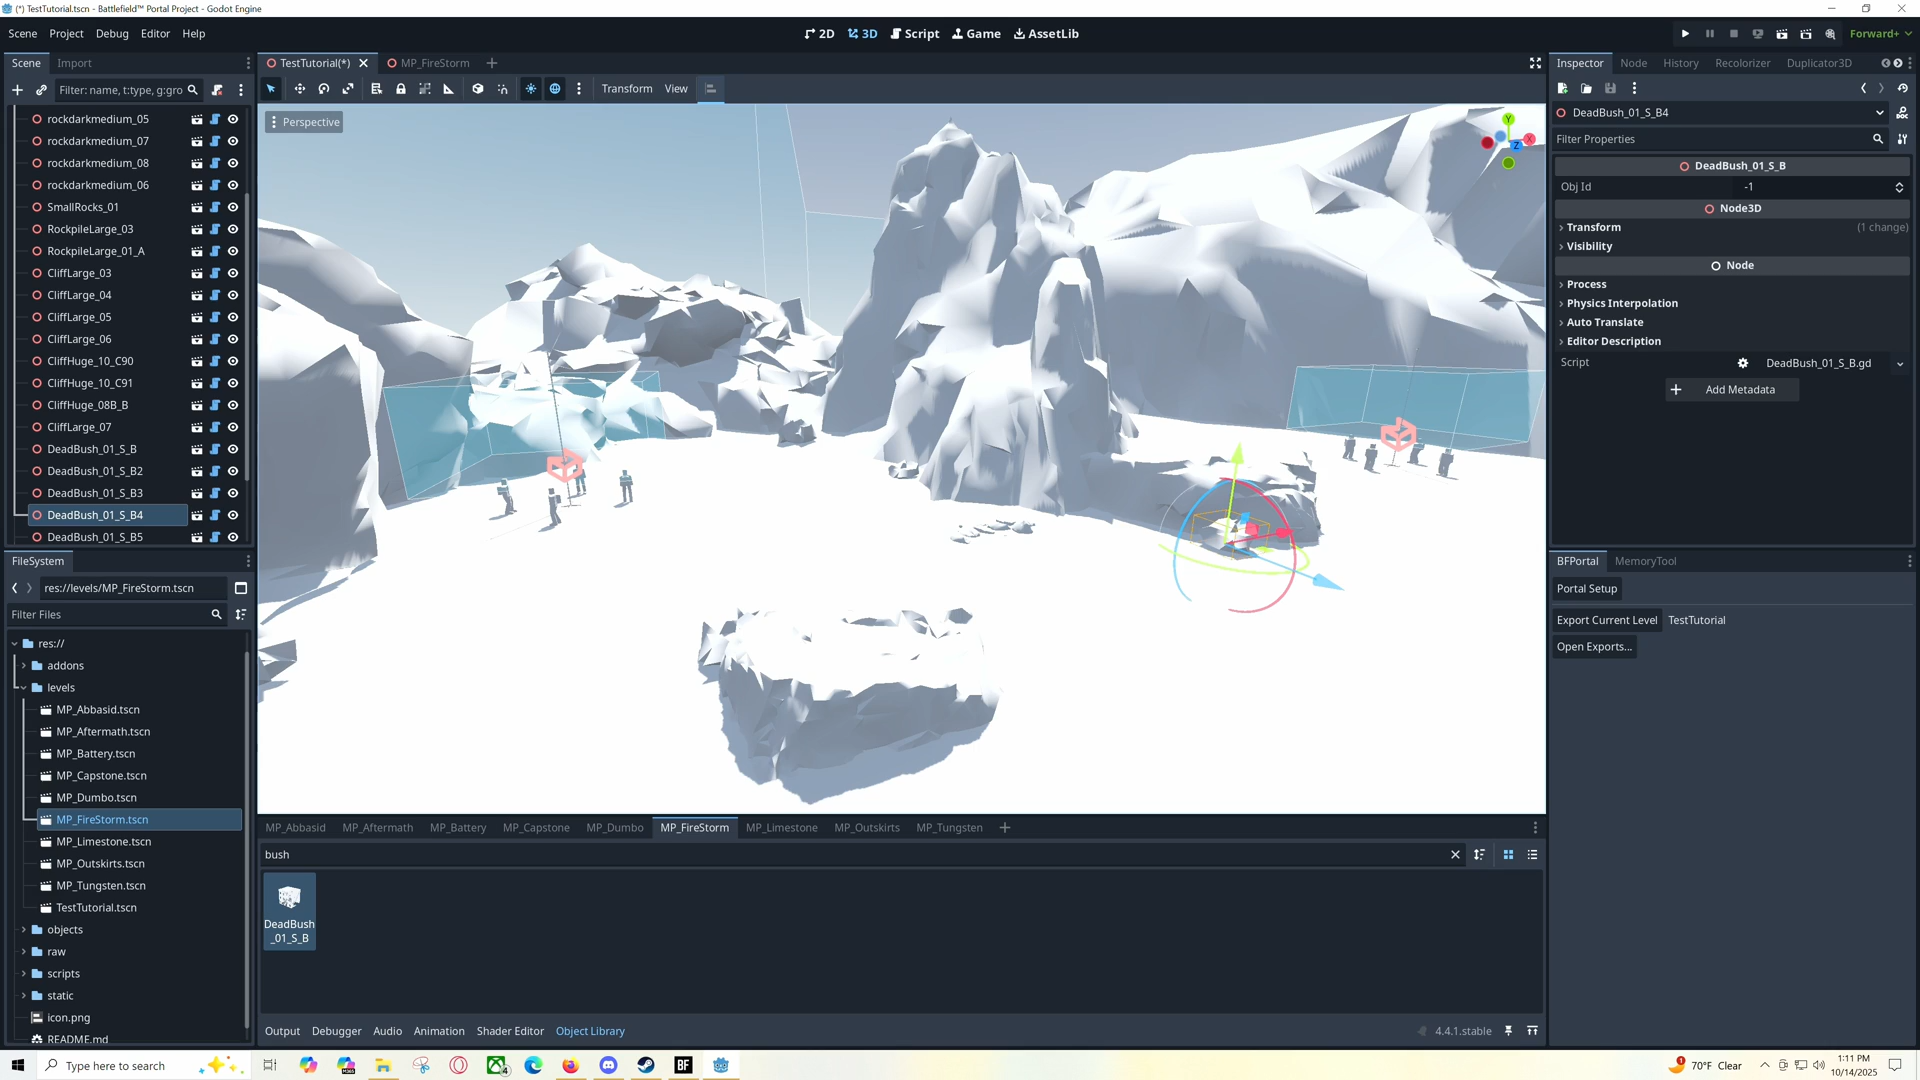 (*) TestTutorial.tscn - Battlefield™ Portal Project - Godot Engine
Scene Project Debug Editor Help
2D 3D Script Game AssetLib
Forward+
Scene Import
Filter: name, t:type, g:gro
rockdarkmedium_05
rockdarkmedium_07
rockdarkmedium_08
rockdarkmedium_06
SmallRocks_01
RockpileLarge_03
RockpileLarge_01_A
CliffLarge_03
CliffLarge_04
CliffLarge_05
CliffLarge_06
CliffHuge_10_C90
CliffHuge_10_C91
CliffHuge_08B_B
CliffLarge_07
DeadBush_01_S_B
DeadBush_01_S_B2
DeadBush_01_S_B3
DeadBush_01_S_B4
DeadBush_01_S_B5
FileSystem
res://levels/MP_FireStorm.tscn
Filter Files
res://
addons
levels
MP_Abbasid.tscn
MP_Aftermath.tscn
MP_Battery.tscn
MP_Capstone.tscn
MP_Dumbo.tscn
MP_FireStorm.tscn
MP_Limestone.tscn
MP_Outskirts.tscn
MP_Tungsten.tscn
TestTutorial.tscn
objects
raw
scripts
static
icon.png
README.md
TestTutorial(*) MP_FireStorm
Transform View
Perspective
Y
X
Z
MP_Abbasid MP_Aftermath MP_Battery MP_Capstone MP_Dumbo MP_FireStorm MP_Limestone MP_Outskirts MP_Tungsten
bush
DeadBush
_01_S_B
Output Debugger Audio Animation Shader Editor Object Library
4.4.1.stable
Inspector Node History Recolorizer Duplicator3D
DeadBush_01_S_B4
Filter Properties
DeadBush_01_S_B
Obj Id -1
Node3D
Transform (1 change)
Visibility
Node
Process
Physics Interpolation
Auto Translate
Editor Description
Script DeadBush_01_S_B.gd
Add Metadata
BFPortal MemoryTool
Portal Setup
Export Current Level TestTutorial
Open Exports...
Type here to search
BF
70°F Clear
1:11 PM
10/14/2025